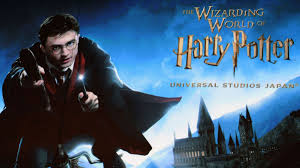 THE WIZARDING
WORLD OF
Harry Potter
UNIVERSAL STUDIOS JAPAN